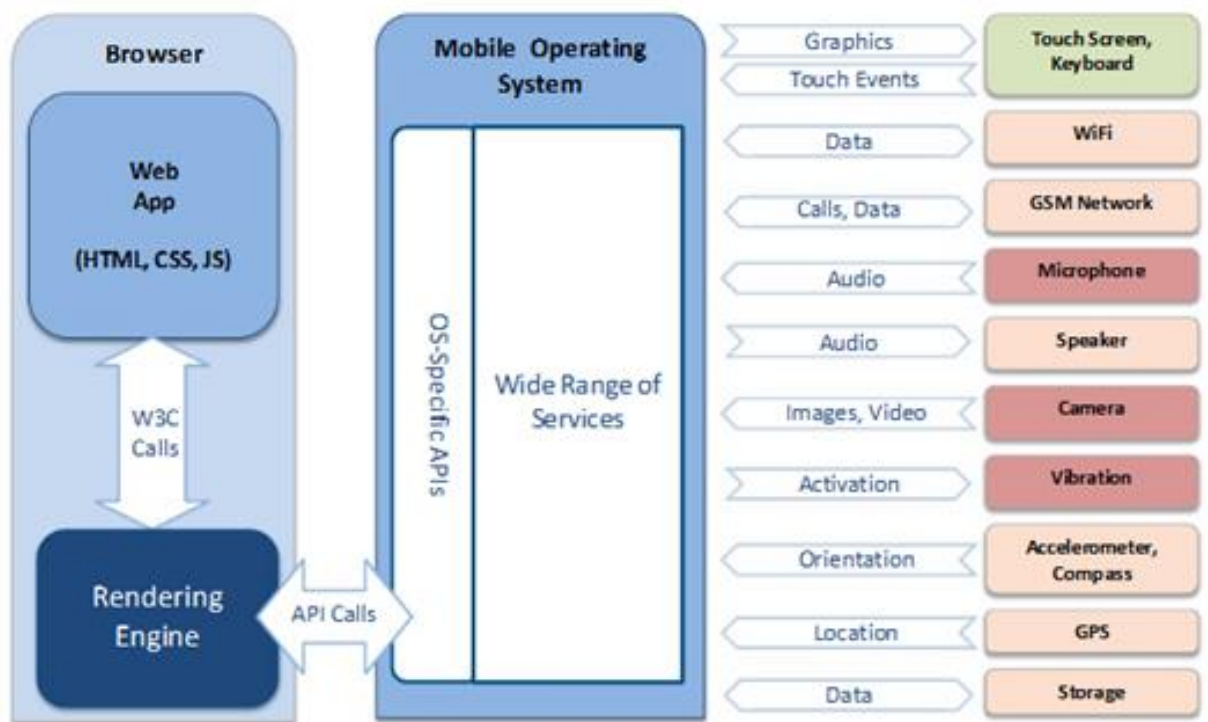 Browser
Web
App
(HTML, CSS, JS)
W3C
Calls
Rendering
Engine
API Calls
Mobile Operating
System
OS-Specific APIs
Wide Range of
Services
Graphics
Touch Events
Touch Screen,
Keyboard
Data
WiFi
Calls, Data
GSM Network
Audio
Microphone
Audio
Speaker
Images, Video
Camera
Activation
Vibration
Orientation
Accelerometer,
Compass
Location
GPS
Data
Storage